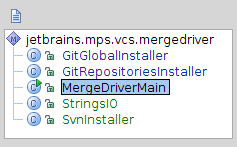 jetbrains.mps.vcs.mergedriver
GitGlobalInstaller
GitRepositoriesInstaller
MergeDriverMain
StringsIO
SvnInstaller